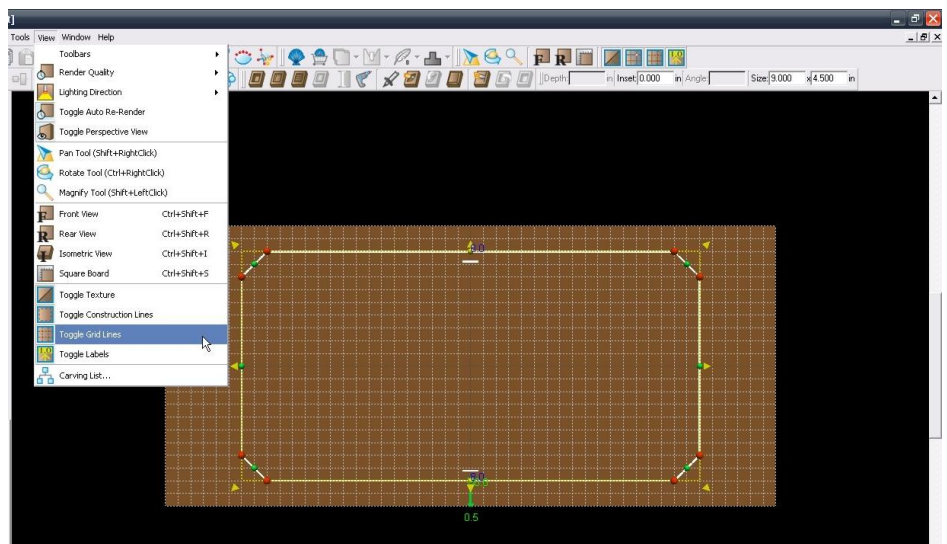 Tools View Window Help
Toolbars
Render Quality
Lighting Direction
Toggle Auto Re-Render
Toggle Perspective View
Pan Tool (Shift+RightClick)
Rotate Tool (Ctrl+RightClick)
Magnify Tool (Shift+LeftClick)
Front View Ctrl+Shift+F
Rear View Ctrl+Shift+R
Isometric View Ctrl+Shift+I
Square Board Ctrl+Shift+S
Toggle Texture
Toggle Construction Lines
Toggle Grid Lines
Toggle Labels
Carving List...
Depth: in Inset: 0.000 in Angle: Size: 9.000 x 4.500 in
0.5